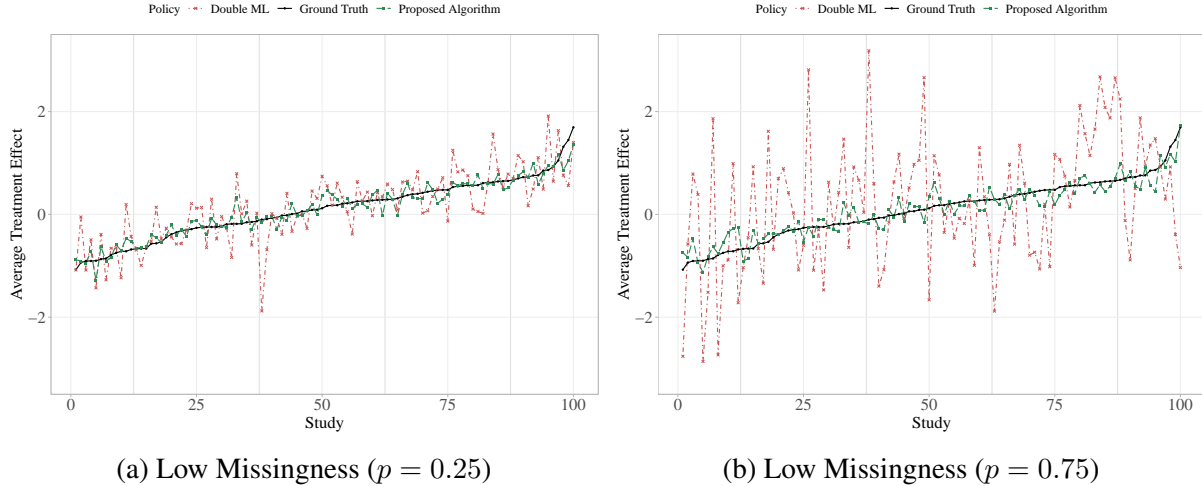 Policy Double ML Ground Truth Proposed Algorithm
Average Treatment Effect
2
0
−2
0 25 50 75 100
Study
(a) Low Missingness (p = 0.25)
Policy Double ML Ground Truth Proposed Algorithm
Average Treatment Effect
2
0
−2
0 25 50 75 100
Study
(b) Low Missingness (p = 0.75)